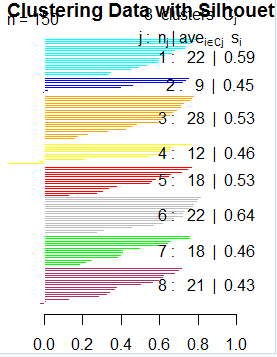 Clustering Data with Silhouet
n = 150
8 clusters Cj
j : nj | avei∈Cj si
1 : 22 | 0.59
2 : 9 | 0.45
3 : 28 | 0.53
4 : 12 | 0.46
5 : 18 | 0.53
6 : 22 | 0.64
7 : 18 | 0.46
8 : 21 | 0.43
0.0 0.2 0.4 0.6 0.8 1.0